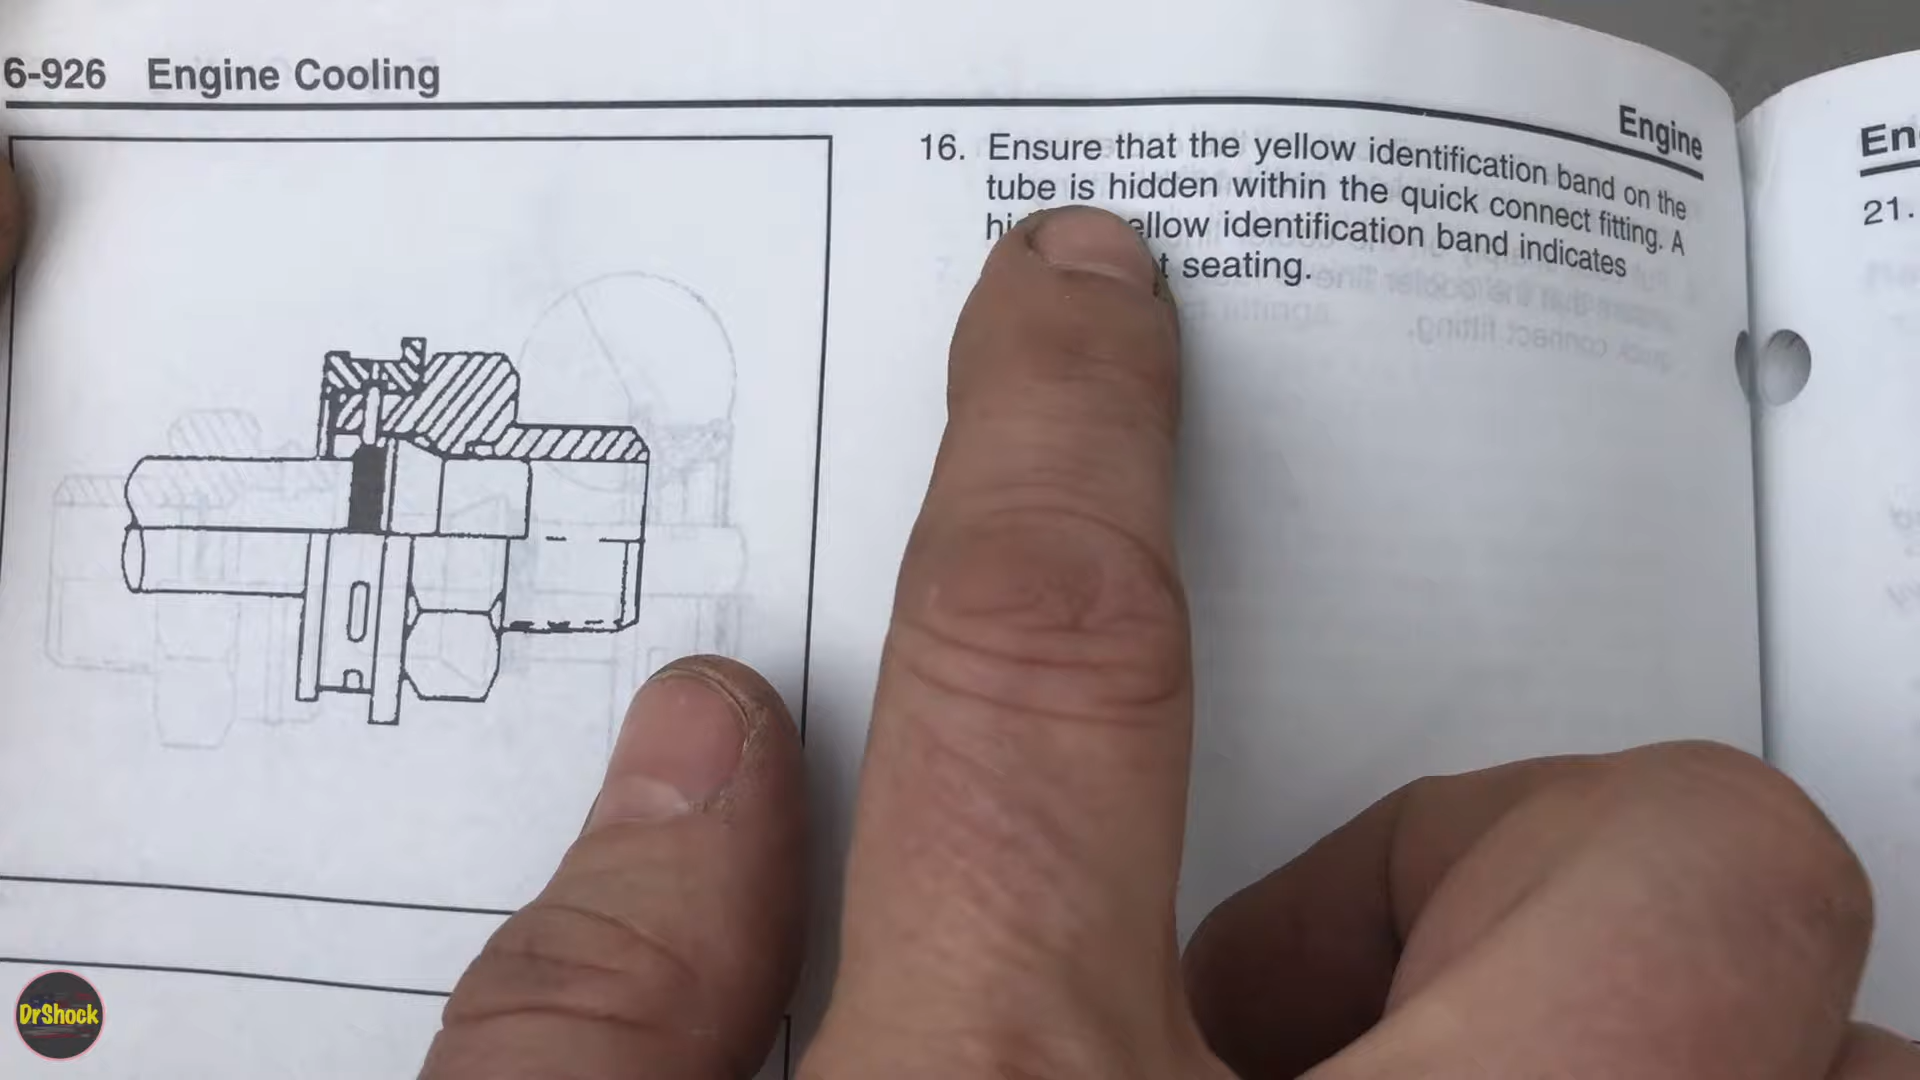 6-926 Engine Cooling
Engine
16. Ensure that the yellow identification band on the
tube is hidden within the quick connect fitting. A
identification band indicates
seating.
En
21.
DrShock